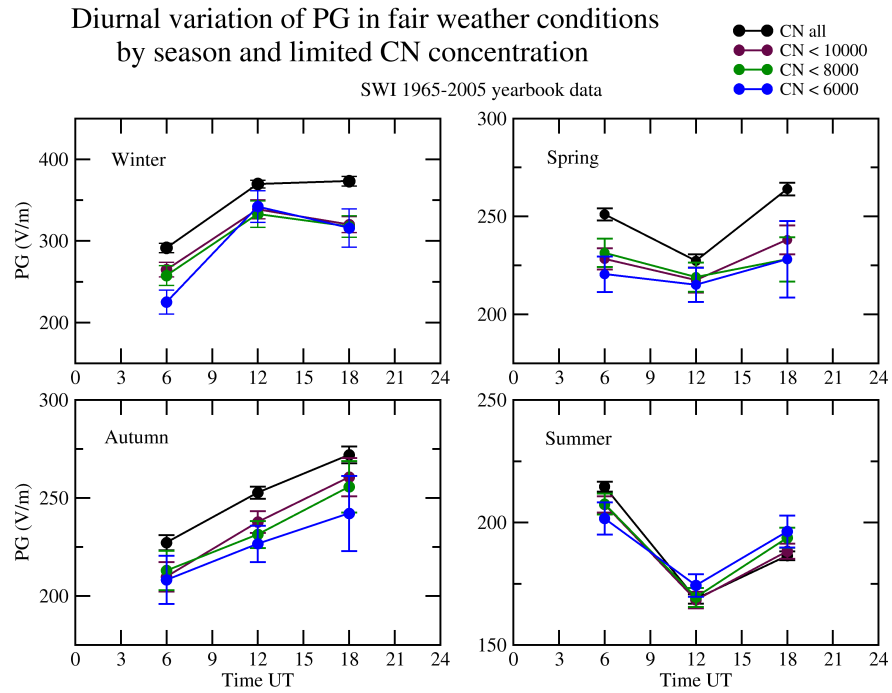 Diurnal variation of PG in fair weather conditions
by season and limited CN concentration
SWI 1965-2005 yearbook data
CN all
CN < 10000
CN < 8000
CN < 6000
Winter
400
300
200
PG (V/m)
0 3 6 9 12 15 18 21 24
Spring
300
250
200
0 3 6 9 12 15 18 21 24
Autumn
300
250
200
PG (V/m)
0 3 6 9 12 15 18 21 24
Time UT
Summer
250
200
150
0 3 6 9 12 15 18 21 24
Time UT